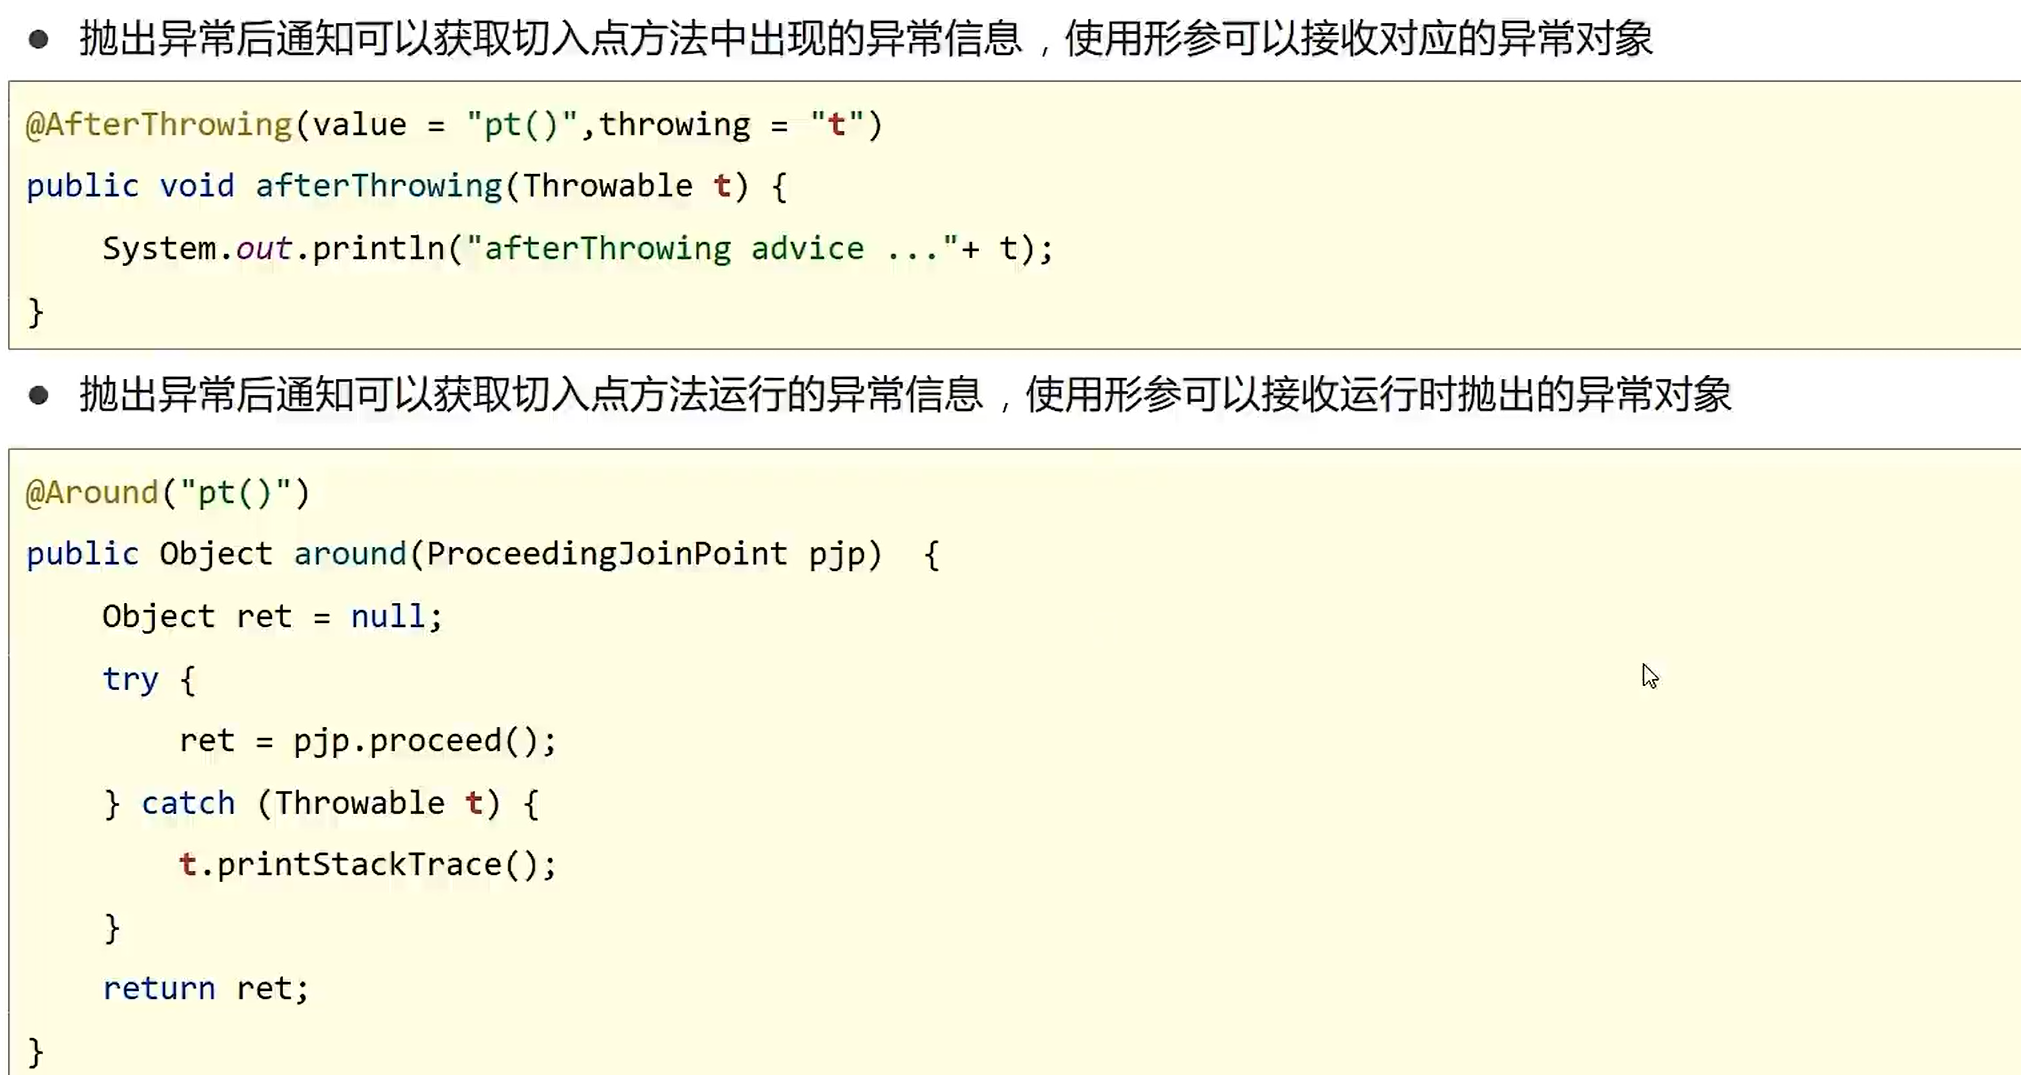 ● 抛出异常后通知可以获取切入点方法中出现的异常信息，使用形参可以接收对应的异常对象
@AfterThrowing(value = "pt()",throwing = "t")
public void afterThrowing(Throwable t) {
    System.out.println("afterThrowing advice ..."+ t);
}
● 抛出异常后通知可以获取切入点方法运行的异常信息，使用形参可以接收运行时抛出的异常对象
@Around("pt()")
public Object around(ProceedingJoinPoint pjp)  {
    Object ret = null;
    try {
        ret = pjp.proceed();
    } catch (Throwable t) {
        t.printStackTrace();
    }
    return ret;
}